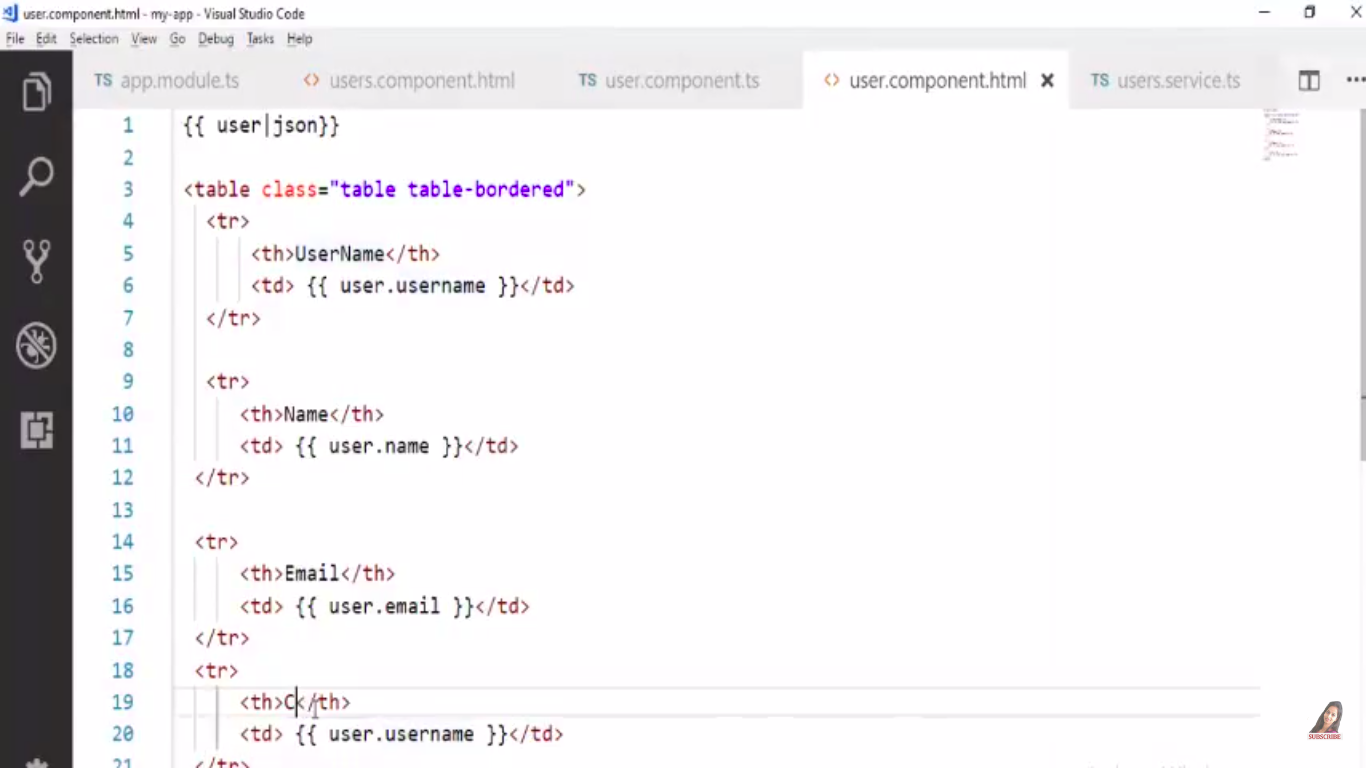 user.component.html - my-app - Visual Studio Code
File Edit Selection View Go Debug Tasks Help
TS app.module.ts <> users.component.html TS user.component.ts <> user.component.html TS users.service.ts
1 {{ user|json}}
2
3 <table class="table table-bordered">
4 <tr>
5 <th>UserName</th>
6 <td> {{ user.username }}</td>
7 </tr>
8
9 <tr>
10 <th>Name</th>
11 <td> {{ user.name }}</td>
12 </tr>
13
14 <tr>
15 <th>Email</th>
16 <td> {{ user.email }}</td>
17 </tr>
18 <tr>
19 <th>C</th>
20 <td> {{ user.username }}</td>
21 </tr>
SUBSCRIBE